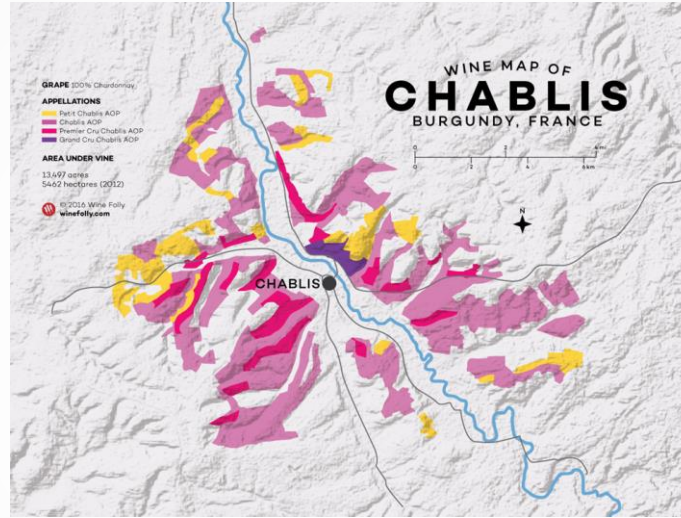 WINE MAP OF
CHABLIS
BURGUNDY, FRANCE
0 2 4 mi
0 3 6 km
GRAPE 100% Chardonnay
APPELLATIONS
Petit Chablis AOP
Chablis AOP
Premier Cru Chablis AOP
Grand Cru Chablis AOP
AREA UNDER VINE
13,497 acres
5462 hectares (2012)
© 2016 Wine Folly
winefolly.com
N
CHABLIS